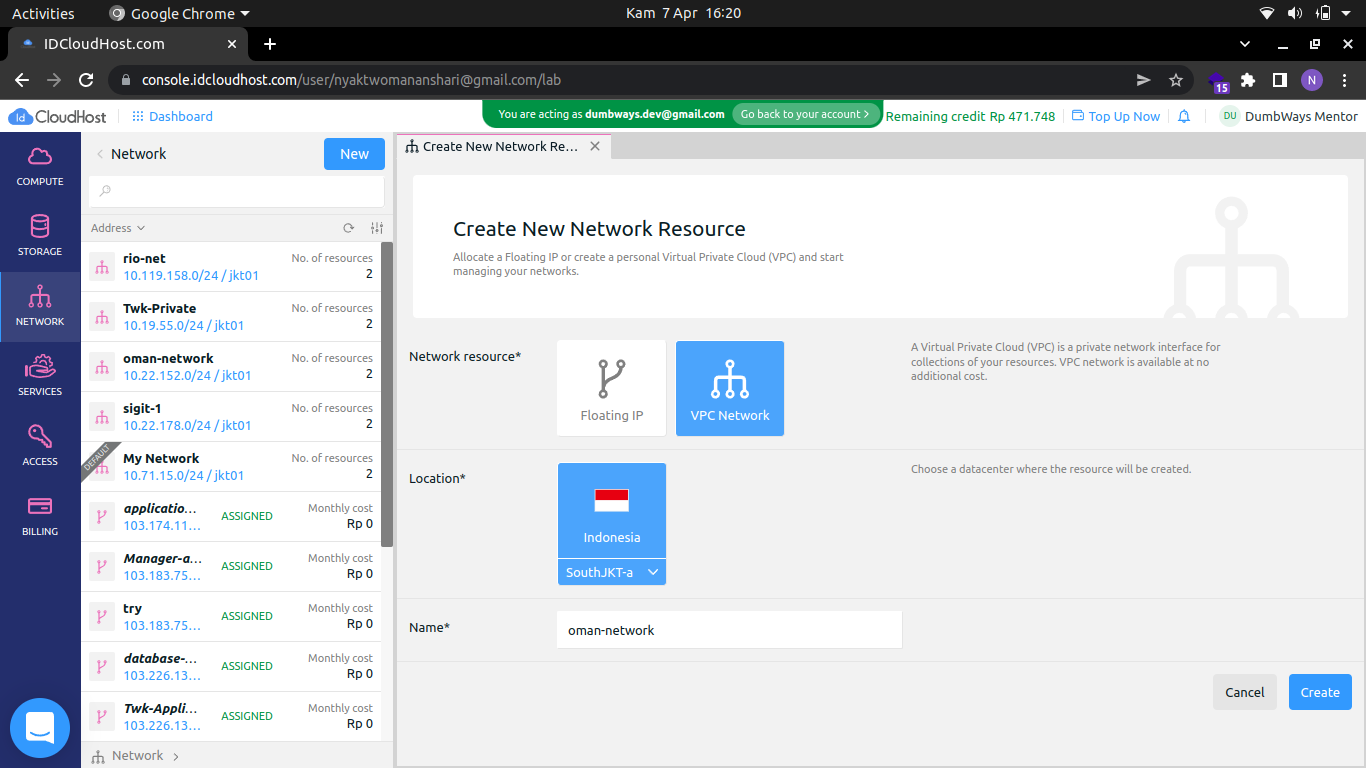 Activities Google Chrome Kam 7 Apr 16:20
IDCloudHost.com
console.idcloudhost.com/user/nyaktwomananshari@gmail.com/lab
15
N
Id CloudHost Dashboard
You are acting as dumbways.dev@gmail.com Go back to your account >
Remaining credit Rp 471.748 Top Up Now DU DumbWays Mentor
COMPUTE
STORAGE
NETWORK
SERVICES
ACCESS
BILLING
Network New
Address
rio-net No. of resources
10.119.158.0/24 / jkt01 2
Twk-Private No. of resources
10.19.55.0/24 / jkt01 2
oman-network No. of resources
10.22.152.0/24 / jkt01 2
sigit-1 No. of resources
10.22.178.0/24 / jkt01 2
DEFAULT
My Network No. of resources
10.71.15.0/24 / jkt01 2
applicatio... ASSIGNED Monthly cost
103.174.11... Rp 0
Manager-a... ASSIGNED Monthly cost
103.183.75... Rp 0
try ASSIGNED Monthly cost
103.183.75... Rp 0
database-... ASSIGNED Monthly cost
103.226.13... Rp 0
Twk-Appli... ASSIGNED Monthly cost
103.226.13... Rp 0
Network >
Create New Network Re...
Create New Network Resource
Allocate a Floating IP or create a personal Virtual Private Cloud (VPC) and start
managing your networks.
Network resource*
Floating IP
VPC Network
A Virtual Private Cloud (VPC) is a private network interface for
collections of your resources. VPC network is available at no
additional cost.
Location*
Indonesia
SouthJKT-a
Choose a datacenter where the resource will be created.
Name*
oman-network
Cancel Create